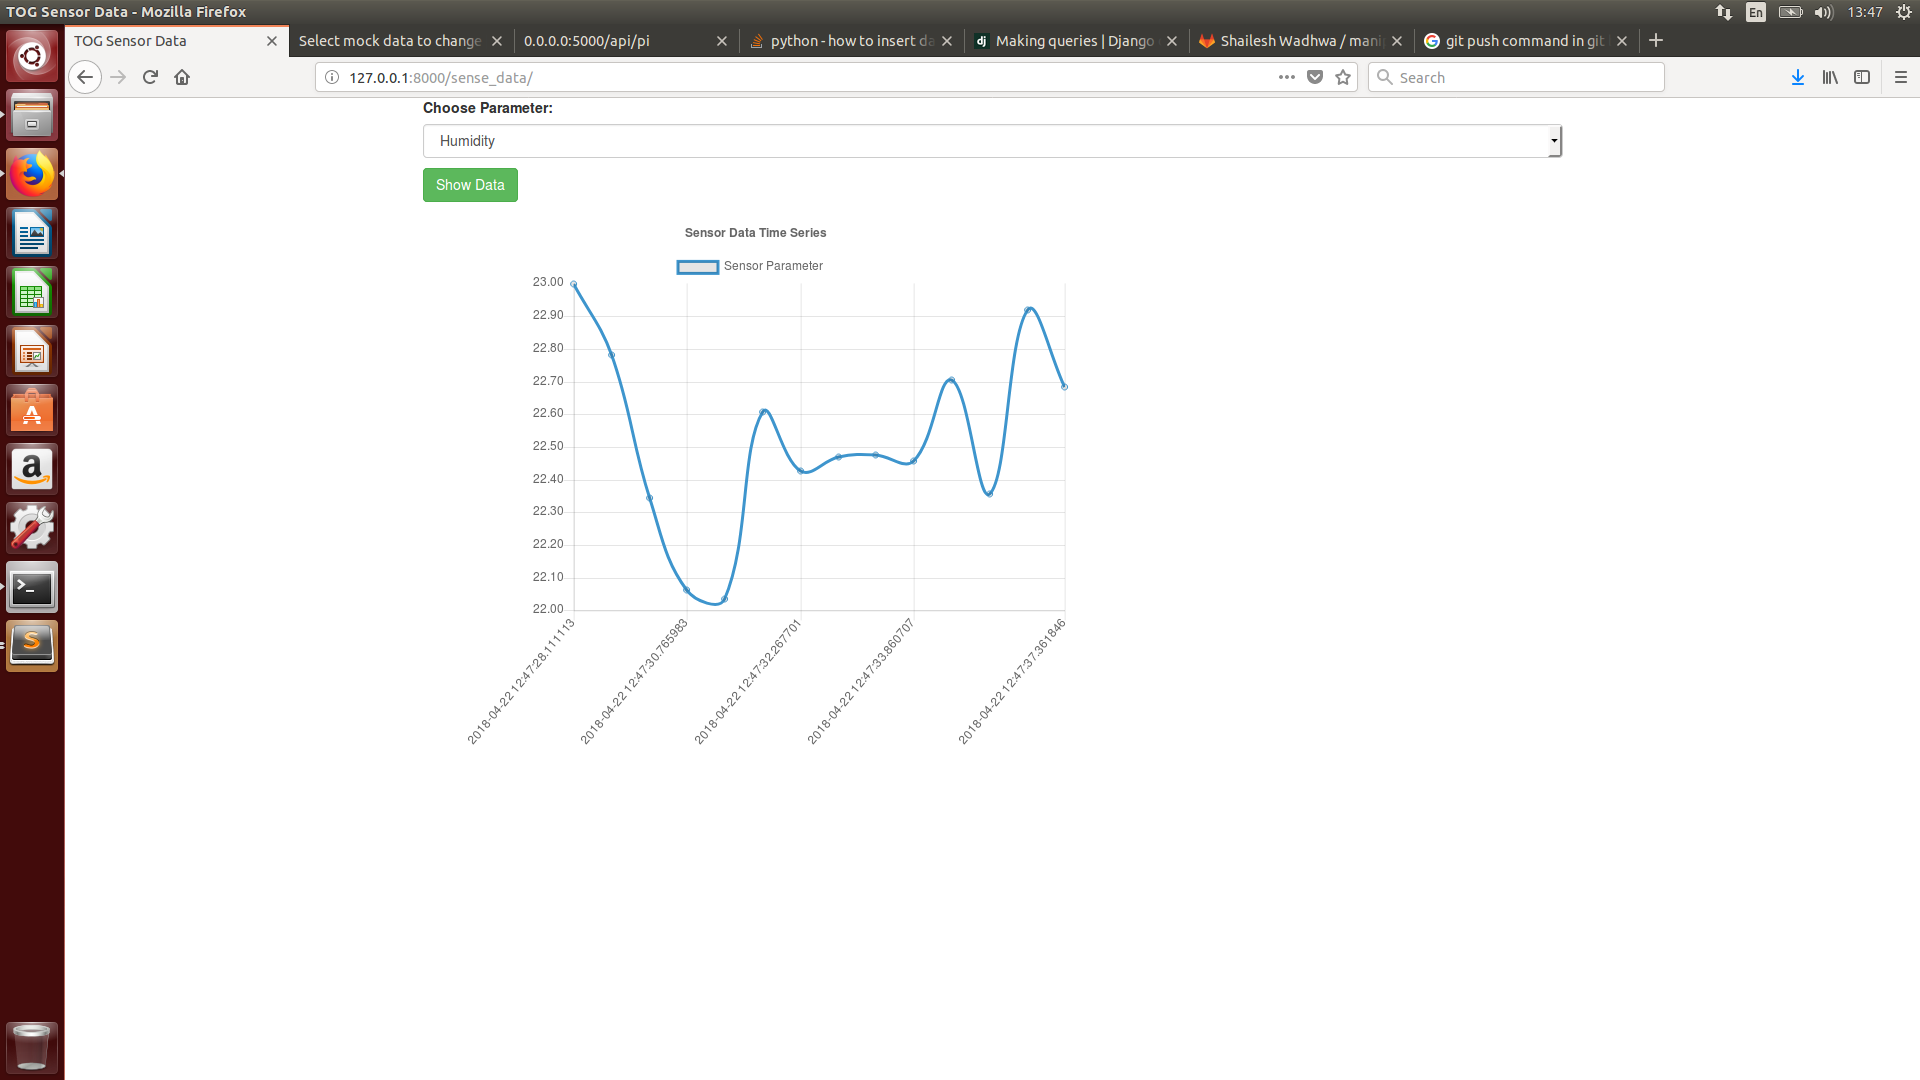 TOG Sensor Data - Mozilla Firefox
En
13:47
TOG Sensor Data
Select mock data to change
0.0.0.0:5000/api/pi
python - how to insert da
dj
Making queries | Django
Shailesh Wadhwa / mani
git push command in git
127.0.0.1:8000/sense_data/
Search
Choose Parameter:
Humidity
Show Data
Sensor Data Time Series
Sensor Parameter
23.00
22.90
22.80
22.70
22.60
22.50
22.40
22.30
22.20
22.10
22.00
2018-04-22 12:47:28.111113
2018-04-22 12:47:30.765983
2018-04-22 12:47:32.267701
2018-04-22 12:47:33.860707
2018-04-22 12:47:37.361846